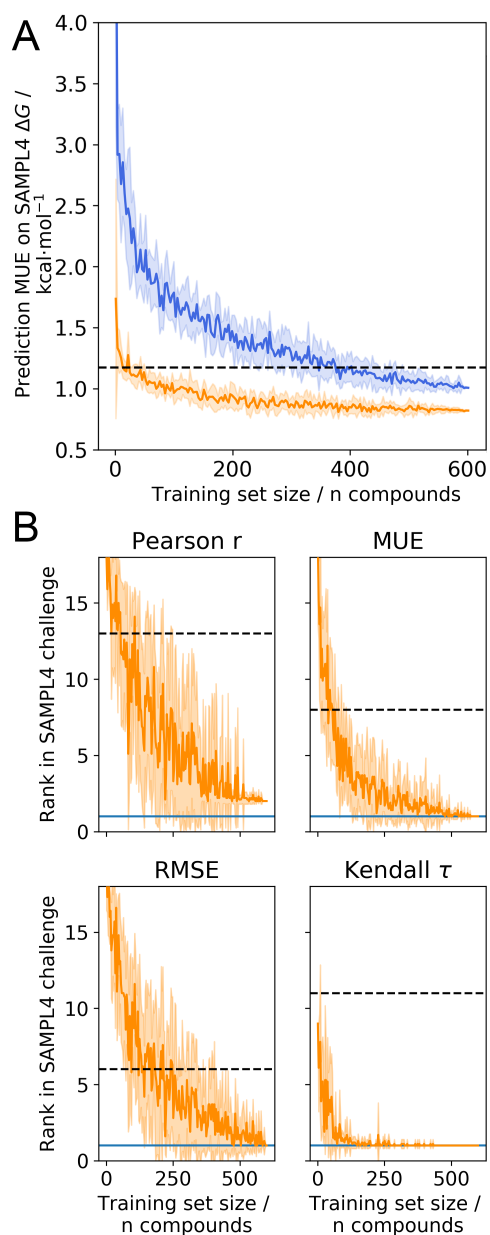 A
Prediction MUE on SAMPL4 ΔG /
kcal·mol⁻¹
4.0
3.5
3.0
2.5
2.0
1.5
1.0
0.5
0
200
400
600
Training set size / n compounds
B
Pearson r
MUE
Rank in SAMPL4 challenge
15
10
5
0
RMSE
Kendall τ
Rank in SAMPL4 challenge
15
10
5
0
0
250
500
0
250
500
Training set size /
n compounds
Training set size /
n compounds